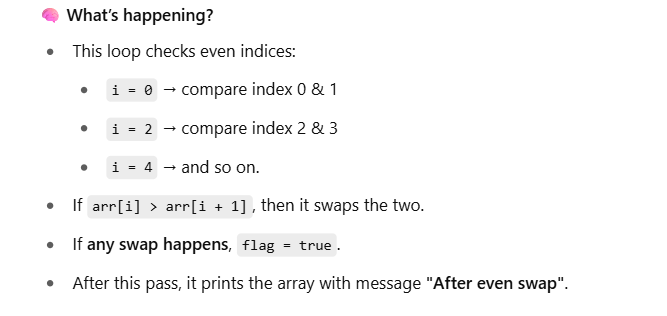 🧠 What's happening?
• This loop checks even indices:
• i = 0 → compare index 0 & 1
• i = 2 → compare index 2 & 3
• i = 4 → and so on.
• If arr[i] > arr[i + 1], then it swaps the two.
• If any swap happens, flag = true.
• After this pass, it prints the array with message "After even swap".